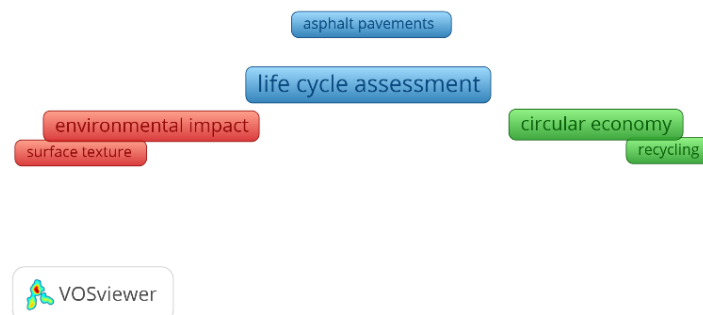 asphalt pavements
life cycle assessment
environmental impact
circular economy
surface texture
recycling
VOSviewer